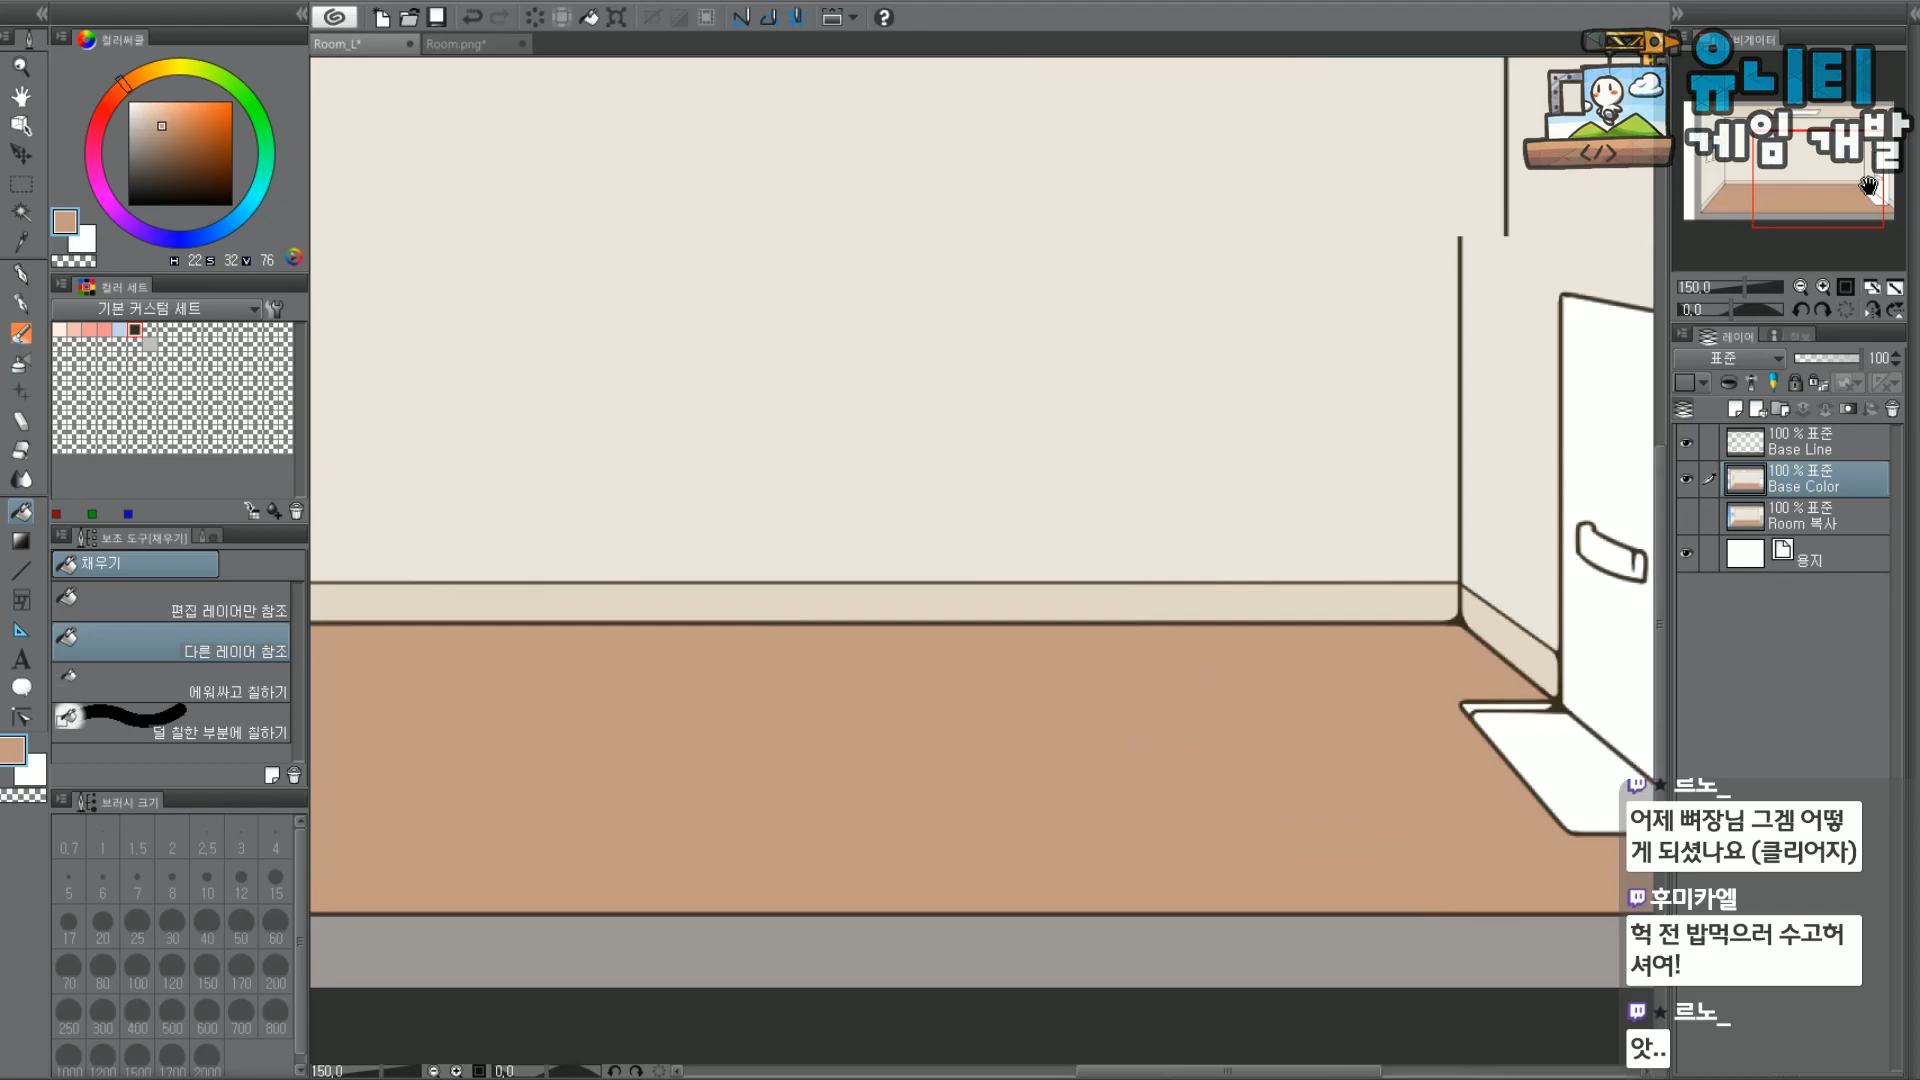 컬러써클
Room_L*
Room.png*
비게이터
유니티
게임 개발
</>
H 22 S 32 V 76
컬러 세트
기본 커스텀 세트
보조 도구[채우기]
채우기
편집 레이어만 참조
다른 레이어 참조
에워싸고 칠하기
덜 칠한 부분에 칠하기
브러시 크기
0.7 1 1.5 2 2.5 3 4
5 6 7 8 10 12 15
17 20 25 30 40 50 60
70 80 100 120 150 170 200
250 300 400 500 600 700 800
1000 1200 1500 1700 2000
150.0
0.0
150.0
0.0
레이어
정보
표준
100
100 % 표준
Base Line
100 % 표준
Base Color
100 % 표준
Room 복사
용지
르노_
어제 뼈장님 그겜 어떻
게 되셨나요 (클리어자)
후미카엘
헉 전 밥먹으러 수고허
셔여!
르노_
앗..